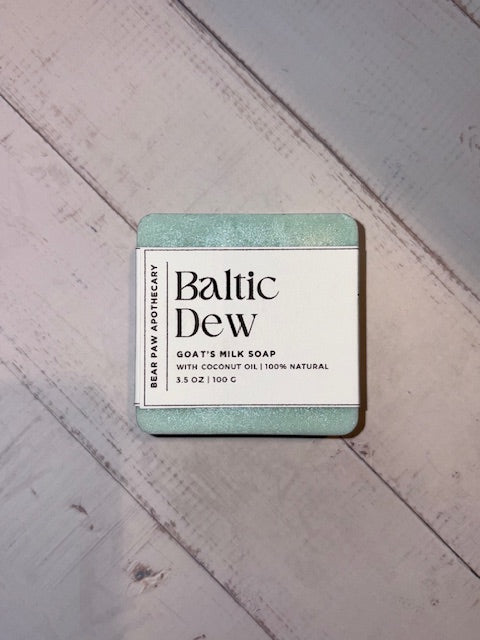 BEAR PAW APOTHECARY
Baltic
Dew
GOAT'S MILK SOAP
WITH COCONUT OIL | 100% NATURAL
3.5 OZ | 100 G